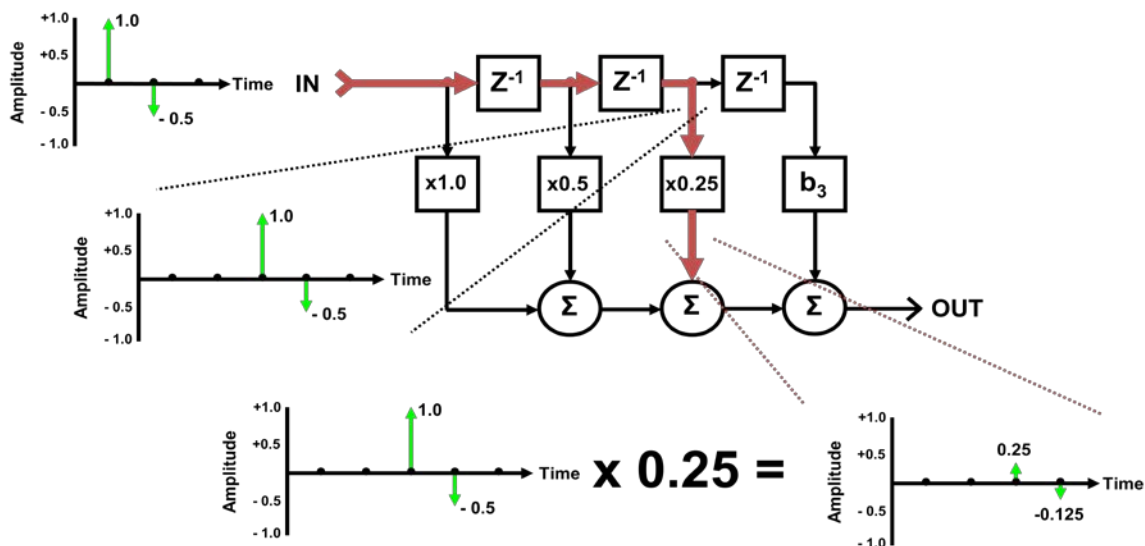 +1.0
1.0
+0.5
Amplitude
Time
- 0.5
- 0.5
- 1.0
IN
Z-1
Z-1
Z-1
x1.0
x0.5
x0.25
b3
Σ
Σ
Σ
OUT
+1.0
1.0
+0.5
Amplitude
Time
- 0.5
- 0.5
- 1.0
+1.0
1.0
+0.5
Amplitude
Time
- 0.5
- 0.5
- 1.0
x 0.25 =
+1.0
+0.5
0.25
Amplitude
Time
- 0.5
-0.125
- 1.0